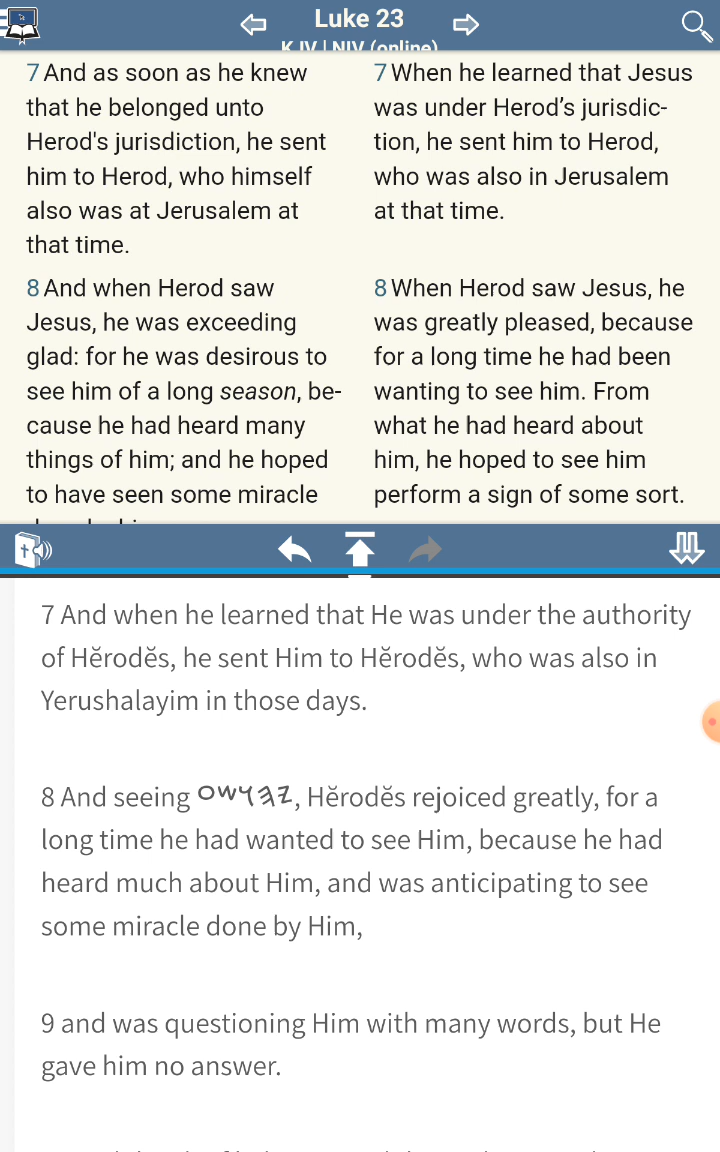 Luke 23
KJV | NIV (online)
7 And as soon as he knew
that he belonged unto
Herod's jurisdiction, he sent
him to Herod, who himself
also was at Jerusalem at
that time.
8 And when Herod saw
Jesus, he was exceeding
glad: for he was desirous to
see him of a long season, be-
cause he had heard many
things of him; and he hoped
to have seen some miracle
7 When he learned that Jesus
was under Herod’s jurisdic-
tion, he sent him to Herod,
who was also in Jerusalem
at that time.
8 When Herod saw Jesus, he
was greatly pleased, because
for a long time he had been
wanting to see him. From
what he had heard about
him, he hoped to see him
perform a sign of some sort.
7 And when he learned that He was under the authority
of Hĕrodĕs, he sent Him to Hĕrodĕs, who was also in
Yerushalayim in those days.
8 And seeing 𐤉𐤄𐤅𐤔𐤏, Hĕrodĕs rejoiced greatly, for a
long time he had wanted to see Him, because he had
heard much about Him, and was anticipating to see
some miracle done by Him,
9 and was questioning Him with many words, but He
gave him no answer.